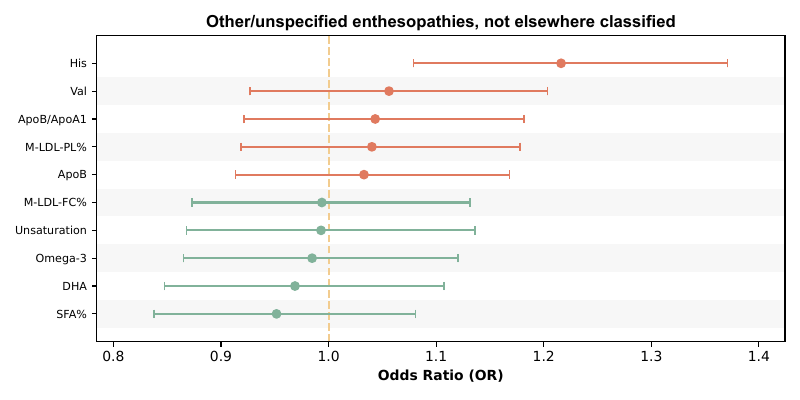 Other/unspecified enthesopathies, not elsewhere classified
His
Val
ApoB/ApoA1
M-LDL-PL%
ApoB
M-LDL-FC%
Unsaturation
Omega-3
DHA
SFA%
0.8 0.9 1.0 1.1 1.2 1.3 1.4
Odds Ratio (OR)